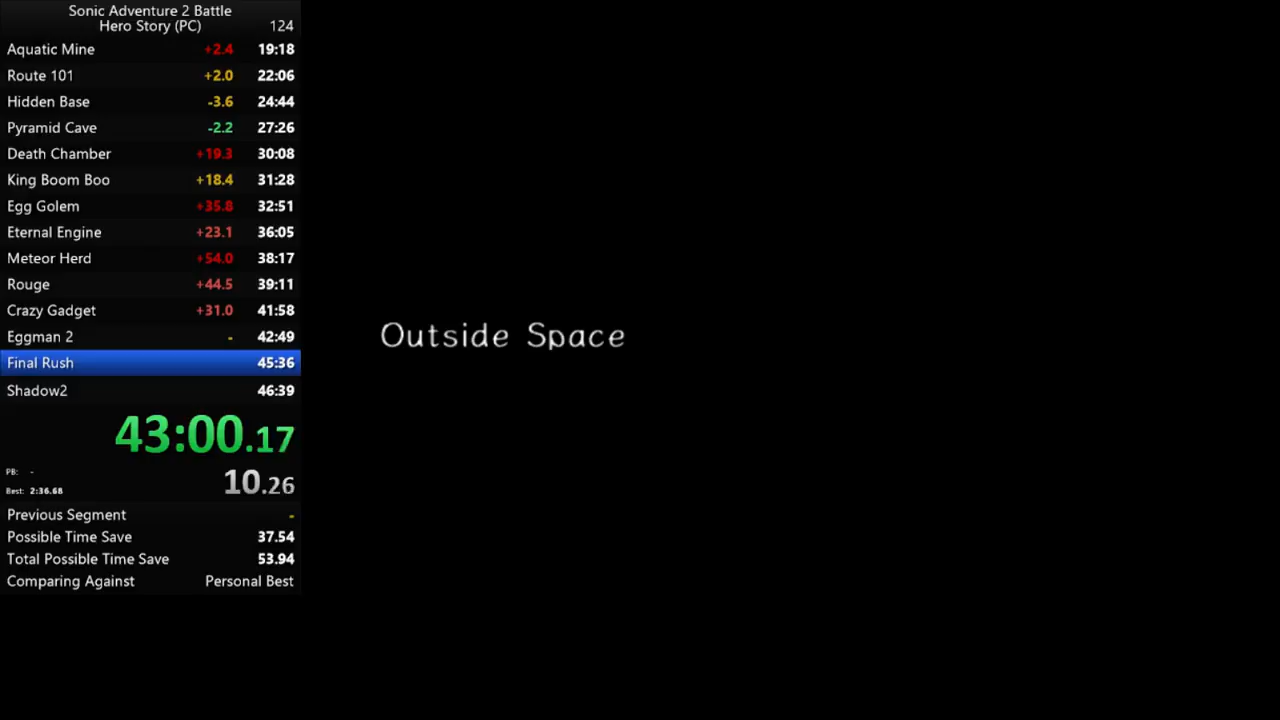 Sonic Adventure 2 Battle
Hero Story (PC) 124
Aquatic Mine +2.4 19:18
Route 101 +2.0 22:06
Hidden Base -3.6 24:44
Pyramid Cave -2.2 27:26
Death Chamber +19.3 30:08
King Boom Boo +18.4 31:28
Egg Golem +35.8 32:51
Eternal Engine +23.1 36:05
Meteor Herd +54.0 38:17
Rouge +44.5 39:11
Crazy Gadget +31.0 41:58
Eggman 2 - 42:49
Final Rush 45:36
Shadow2 46:39
43:00.17
PB: -
Best: 2:36.68
10.26
Previous Segment -
Possible Time Save 37.54
Total Possible Time Save 53.94
Comparing Against Personal Best
Outside Space